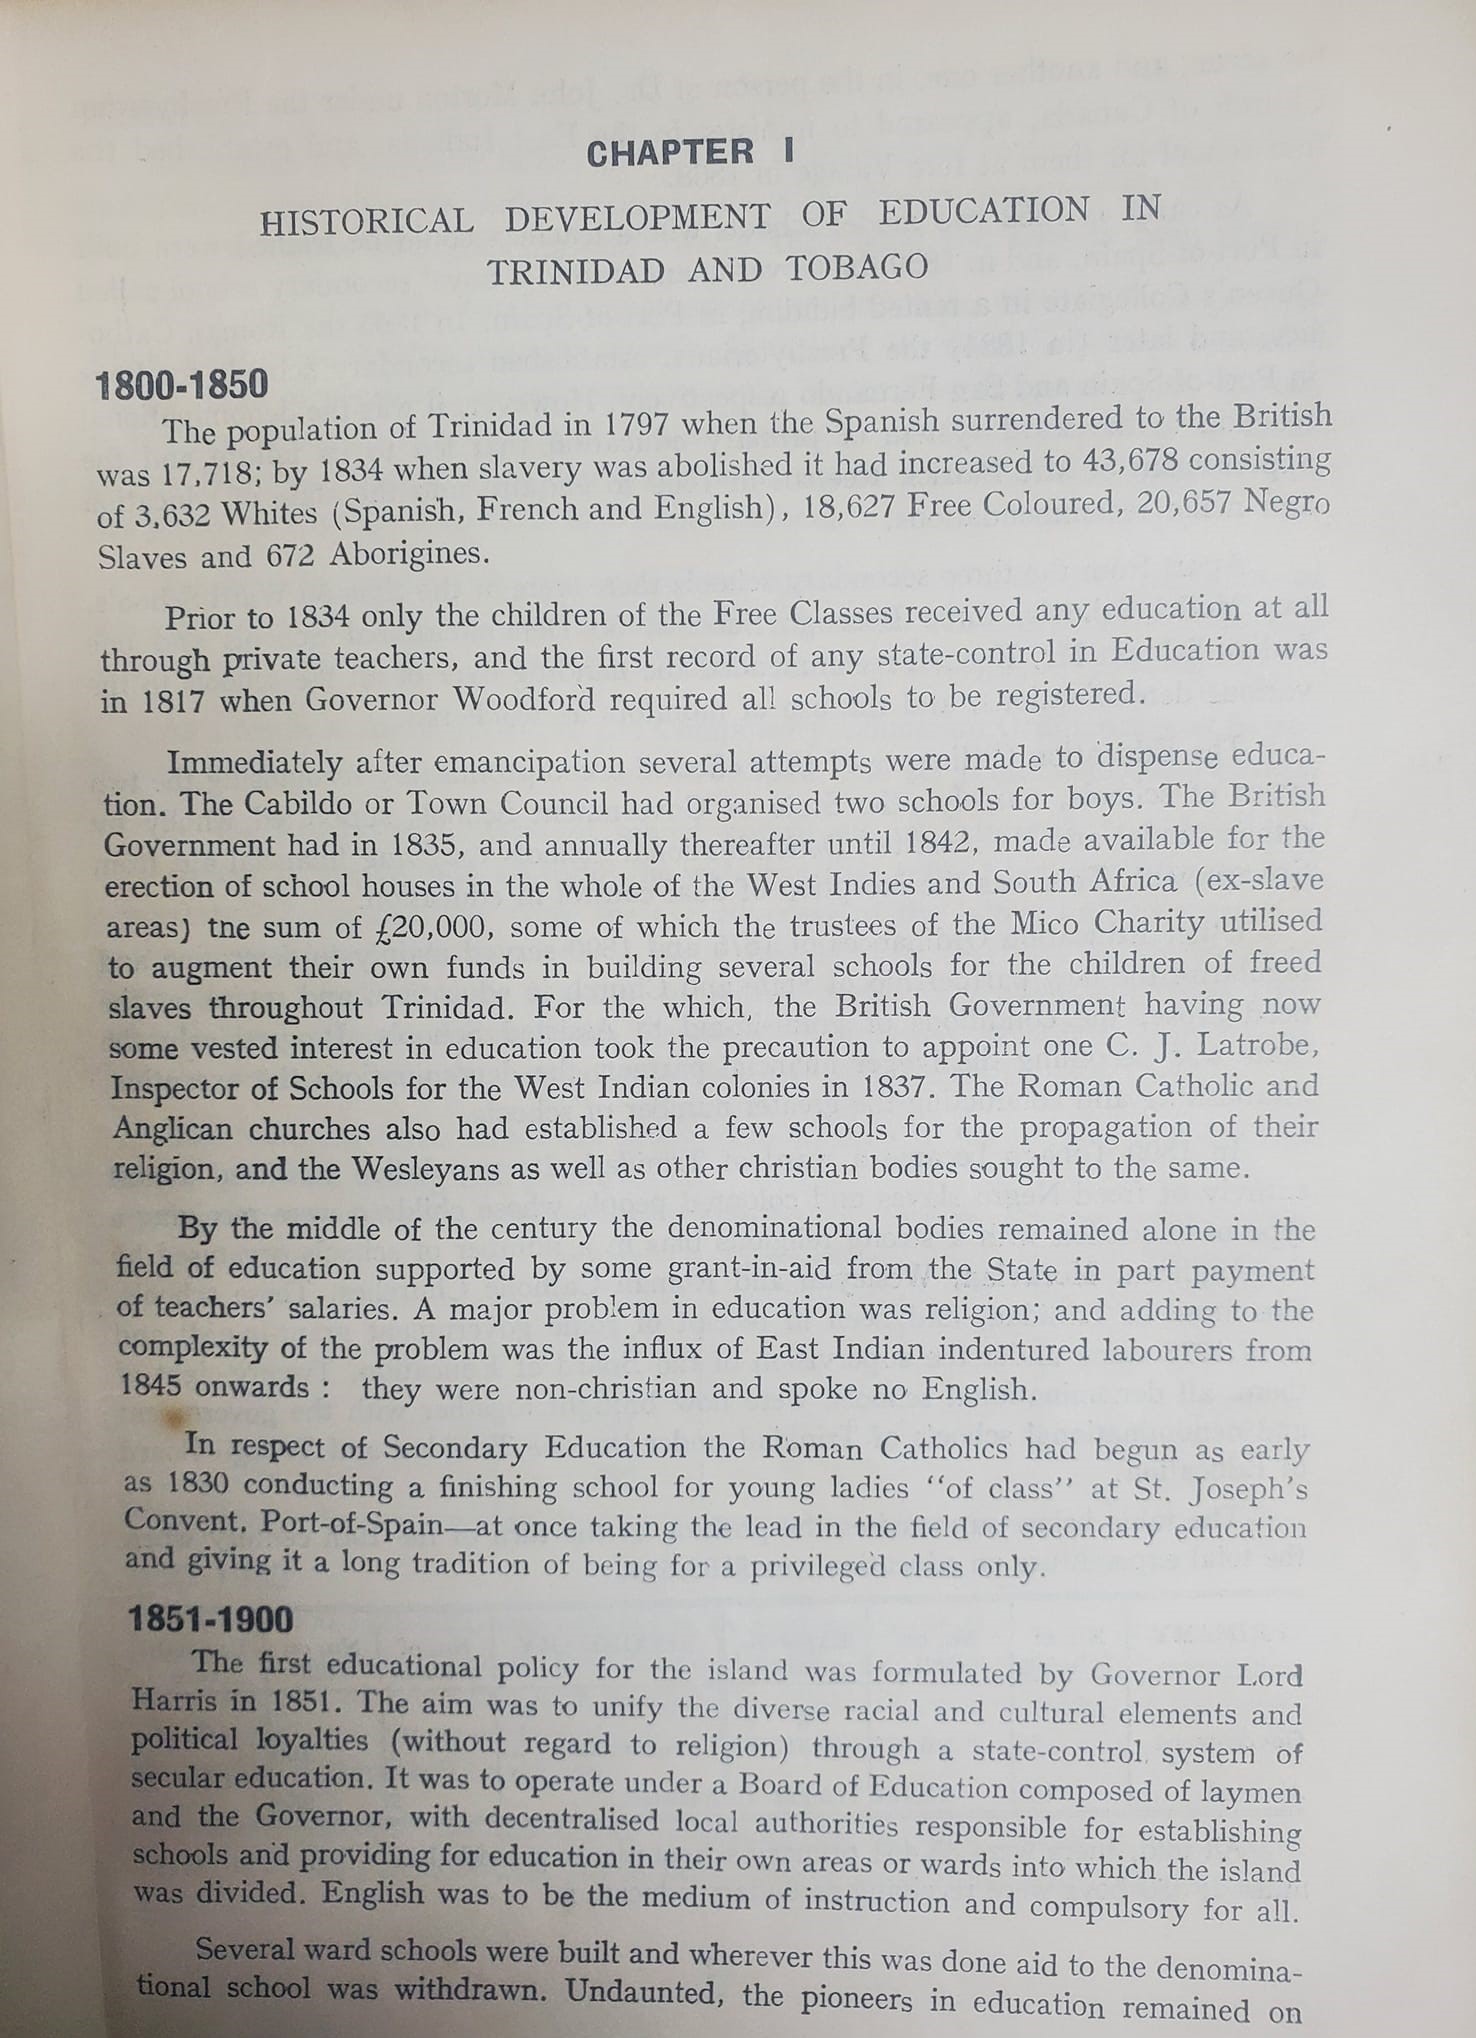 CHAPTER I
HISTORICAL DEVELOPMENT OF EDUCATION IN
TRINIDAD AND TOBAGO
1800-1850
The population of Trinidad in 1797 when the Spanish surrendered to the British
was 17,718; by 1834 when slavery was abolished it had increased to 43,678 consisting
of 3,632 Whites (Spanish, French and English), 18,627 Free Coloured, 20,657 Negro
Slaves and 672 Aborigines.
Prior to 1834 only the children of the Free Classes received any education at all
through private teachers, and the first record of any state-control in Education was
in 1817 when Governor Woodford required all schools to be registered.
Immediately after emancipation several attempts were made to dispense educa-
tion. The Cabildo or Town Council had organised two schools for boys. The British
Government had in 1835, and annually thereafter until 1842, made available for the
erection of school houses in the whole of the West Indies and South Africa (ex-slave
areas) tne sum of £20,000, some of which the trustees of the Mico Charity utilised
to augment their own funds in building several schools for the children of freed
slaves throughout Trinidad. For the which, the British Government having now
some vested interest in education took the precaution to appoint one C. J. Latrobe,
Inspector of Schools for the West Indian colonies in 1837. The Roman Catholic and
Anglican churches also had established a few schools for the propagation of their
religion, and the Wesleyans as well as other christian bodies sought to the same.
By the middle of the century the denominational bodies remained alone in the
field of education supported by some grant-in-aid from the State in part payment
of teachers' salaries. A major problem in education was religion; and adding to the
complexity of the problem was the influx of East Indian indentured labourers from
1845 onwards : they were non-christian and spoke no English.
In respect of Secondary Education the Roman Catholics had begun as early
as 1830 conducting a finishing school for young ladies "of class" at St. Joseph's
Convent, Port-of-Spain—at once taking the lead in the field of secondary education
and giving it a long tradition of being for a privileged class only.
1851-1900
The first educational policy for the island was formulated by Governor Lord
Harris in 1851. The aim was to unify the diverse racial and cultural elements and
political loyalties (without regard to religion) through a state-control system of
secular education. It was to operate under a Board of Education composed of laymen
and the Governor, with decentralised local authorities responsible for establishing
schools and providing for education in their own areas or wards into which the island
was divided. English was to be the medium of instruction and compulsory for all.
Several ward schools were built and wherever this was done aid to the denomina-
tional school was withdrawn. Undaunted, the pioneers in education remained on